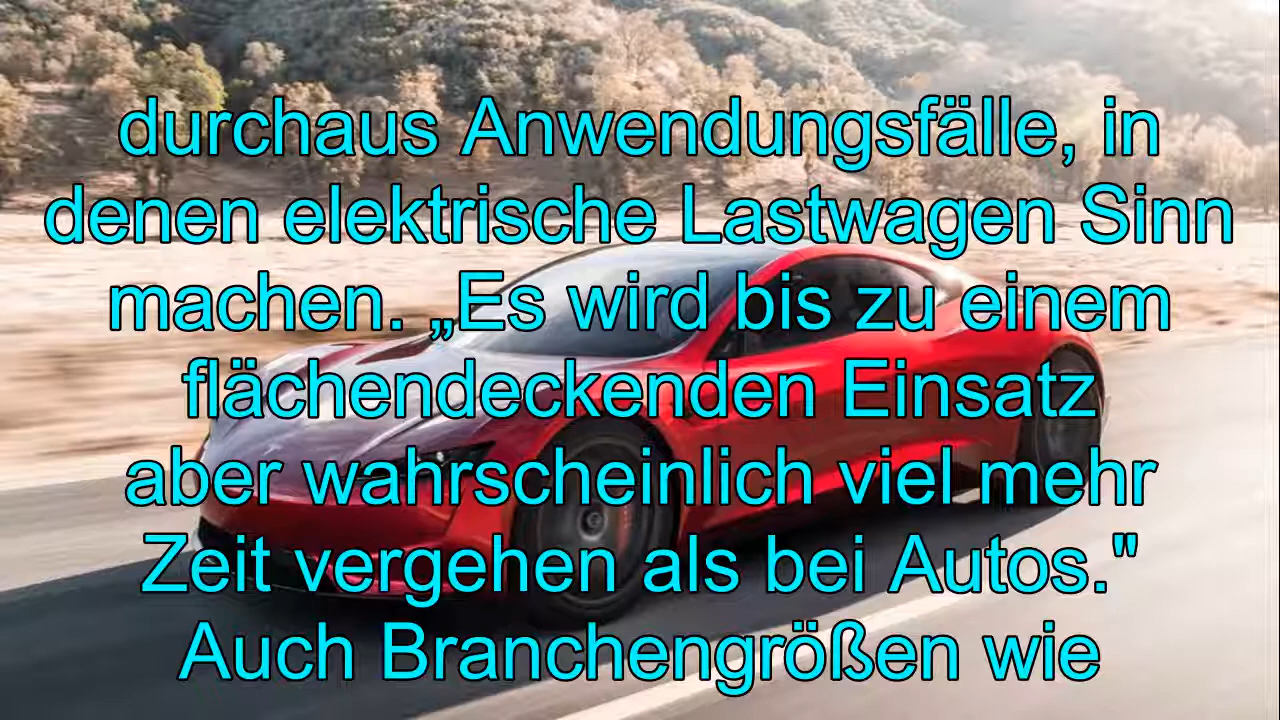 durchaus Anwendungsfälle, in
denen elektrische Lastwagen Sinn
machen. „Es wird bis zu einem
flächendeckenden Einsatz
aber wahrscheinlich viel mehr
Zeit vergehen als bei Autos."
Auch Branchengrößen wie